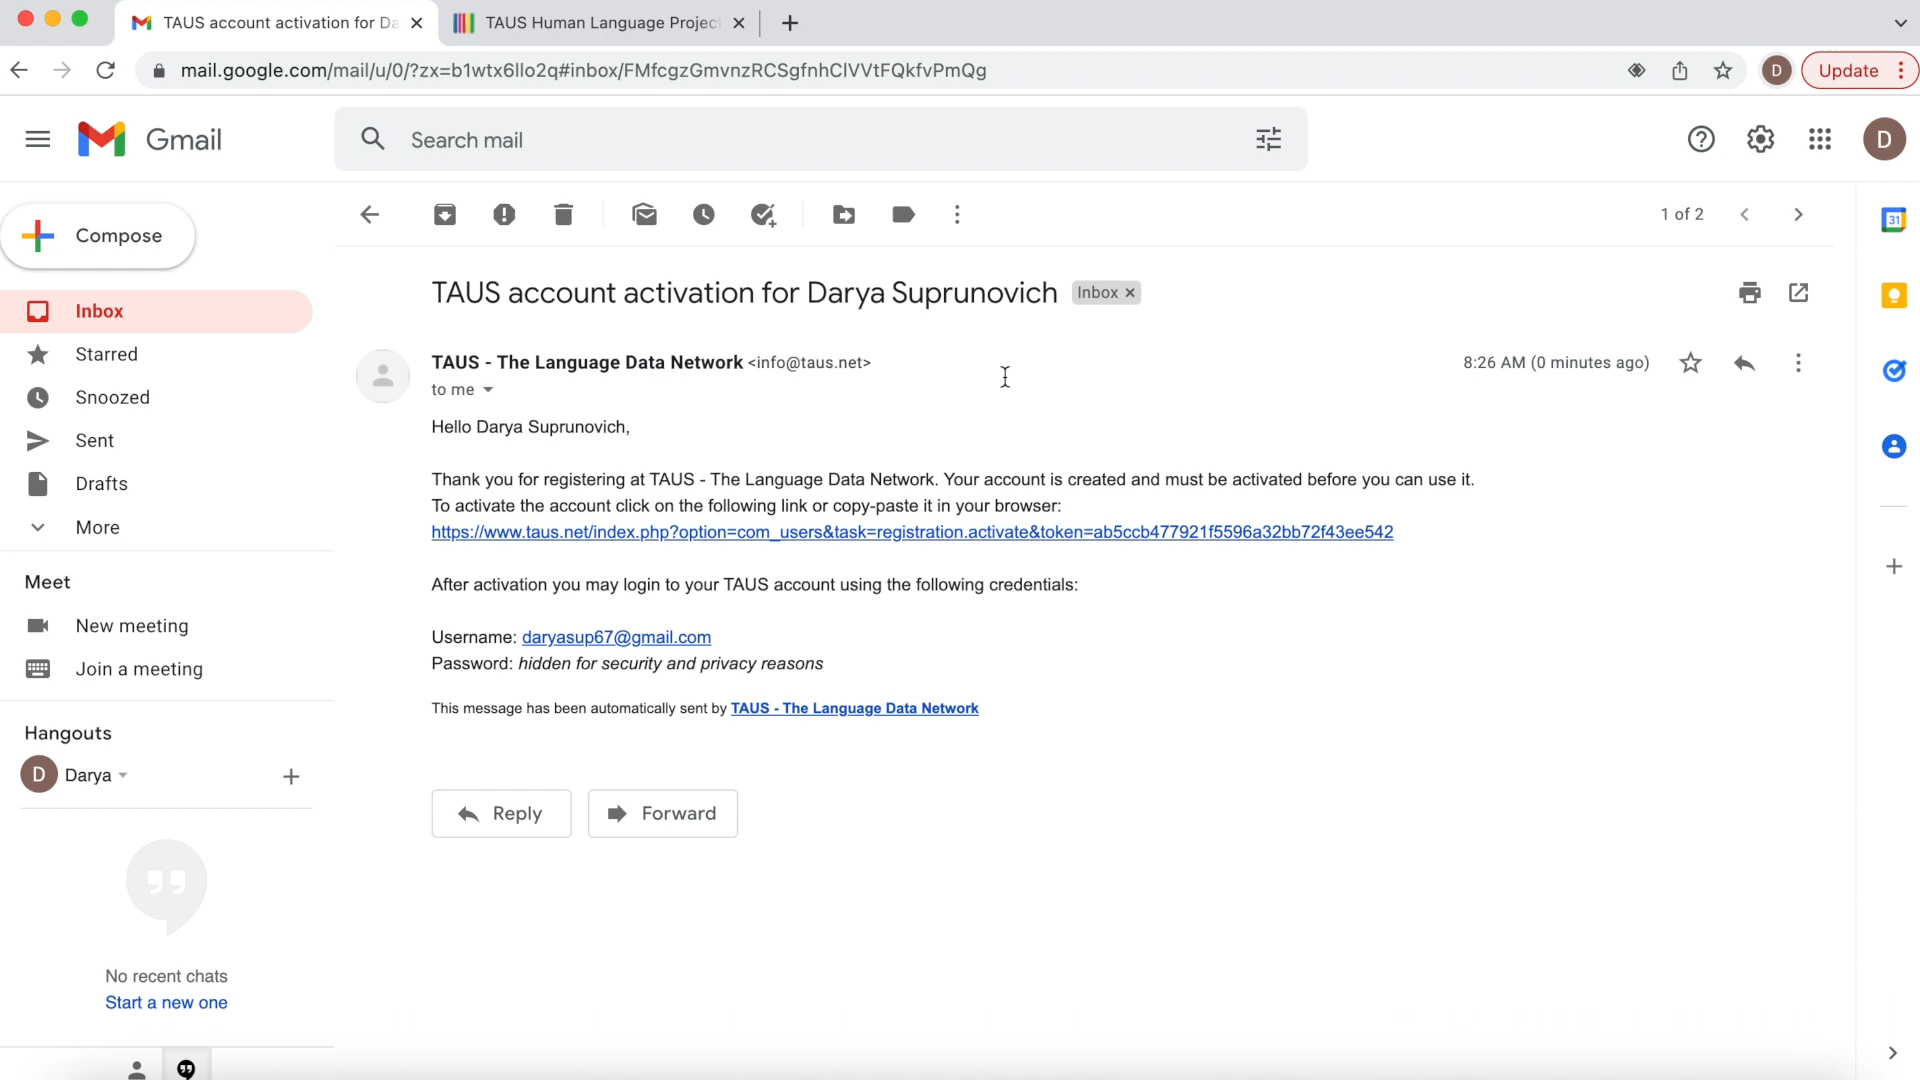 TAUS account activation for Da
TAUS Human Language Project
mail.google.com/mail/u/0/?zx=b1wtx6llo2q#inbox/FMfcgzGmvnzRCSgfnhClVVtFQkfvPmQg
D
Update
Gmail
Search mail
D
Compose
1 of 2
31
Inbox
Starred
Snoozed
Sent
Drafts
More
Meet
New meeting
Join a meeting
Hangouts
D
Darya
No recent chats
Start a new one
TAUS account activation for Darya Suprunovich
Inbox
TAUS - The Language Data Network <info@taus.net>
8:26 AM (0 minutes ago)
to me
Hello Darya Suprunovich,
Thank you for registering at TAUS - The Language Data Network. Your account is created and must be activated before you can use it.
To activate the account click on the following link or copy-paste it in your browser:
https://www.taus.net/index.php?option=com_users&task=registration.activate&token=ab5ccb477921f5596a32bb72f43ee542
After activation you may login to your TAUS account using the following credentials:
Username: daryasup67@gmail.com
Password: hidden for security and privacy reasons
This message has been automatically sent by TAUS - The Language Data Network
Reply
Forward